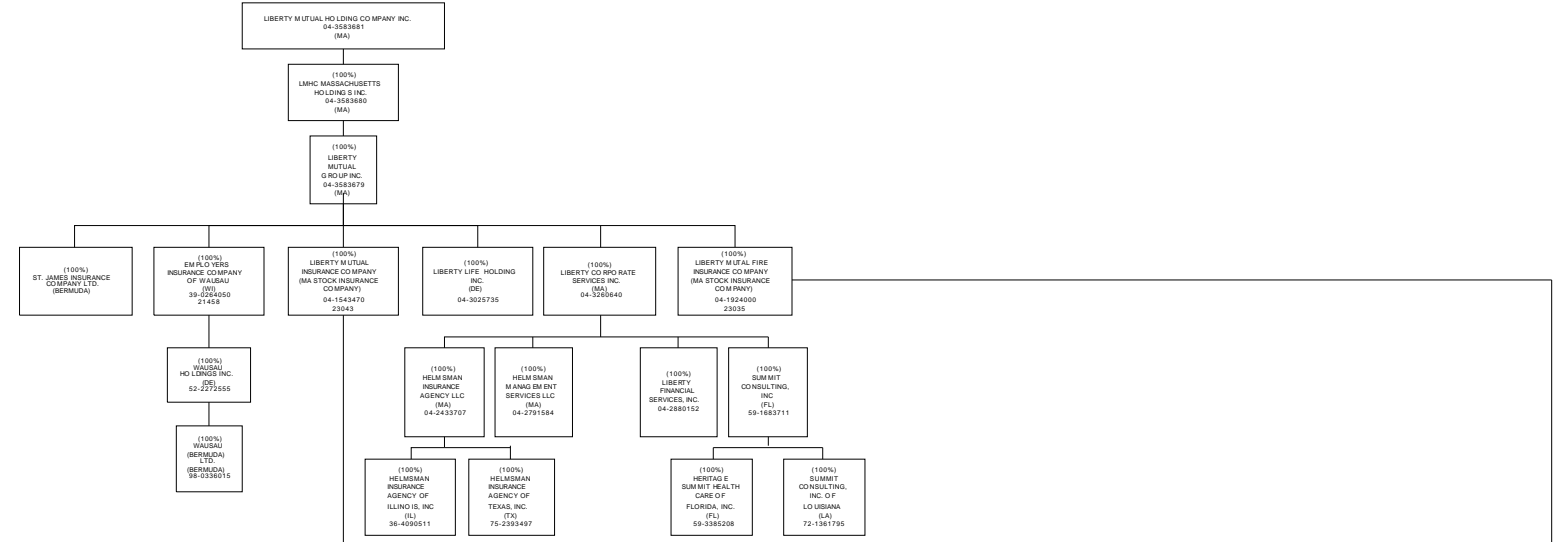 LIBERTY MUTUAL HOLDING COMPANY INC.
04-3583681
(MA)
(100%)
LMHC MASSACHUSETTS
HOLDINGS INC.
04-3583680
(MA)
(100%)
LIBERTY
MUTUAL
GROUP INC.
04-3583679
(MA)
(100%)
ST. JAMES INSURANCE
COMPANY LTD.
(BERMUDA)
(100%)
EMPLOYERS
INSURANCE COMPANY
OF WAUSAU
(WI)
39-0264050
21458
(100%)
LIBERTY MUTUAL
INSURANCE COMPANY
(MA STOCK INSURANCE
COMPANY)
04-1543470
23043
(100%)
LIBERTY LIFE HOLDING
INC.
(DE)
04-3025735
(100%)
LIBERTY CORPORATE
SERVICES INC.
(MA)
04-3260640
(100%)
LIBERTY MUTAL FIRE
INSURANCE COMPANY
(MA STOCK INSURANCE
COMPANY)
04-1924000
23035
(100%)
WAUSAU
HOLDINGS INC.
(DE)
52-2272555
(100%)
HELMSMAN
INSURANCE
AGENCY LLC
(MA)
04-2433707
(100%)
HELMSMAN
MANAGEMENT
SERVICES LLC
(MA)
04-2791584
(100%)
LIBERTY
FINANCIAL
SERVICES, INC.
04-2880152
(100%)
SUMMIT
CONSULTING,
INC
(FL)
59-1683711
(100%)
WAUSAU
(BERMUDA)
LTD.
(BERMUDA)
98-0336015
(100%)
HELMSMAN
INSURANCE
AGENCY OF
ILLINOIS, INC
(IL)
36-4090511
(100%)
HELMSMAN
INSURANCE
AGENCY OF
TEXAS, INC.
(TX)
75-2393497
(100%)
HERITAGE
SUMMIT HEALTH
CARE OF
FLORIDA, INC.
(FL)
59-3385208
(100%)
SUMMIT
CONSULTING,
INC. OF
LOUISIANA
(LA)
72-1361795